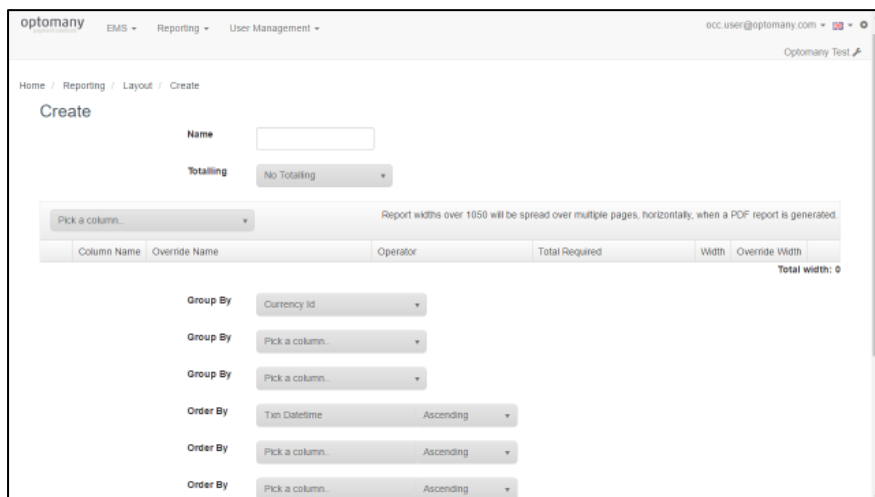 optomany
EMS Reporting User Management occ.user@optomany.com
Optomany Test
Home / Reporting / Layout / Create
Create
Name
Totalling No Totalling
Pick a column.. Report widths over 1050 will be spread over multiple pages, horizontally, when a PDF report is generated.
Column Name Override Name Operator Total Required Width Override Width
Total width: 0
Group By Currency Id
Group By Pick a column..
Group By Pick a column..
Order By Txn Datetime Ascending
Order By Pick a column.. Ascending
Order By Pick a column.. Ascending